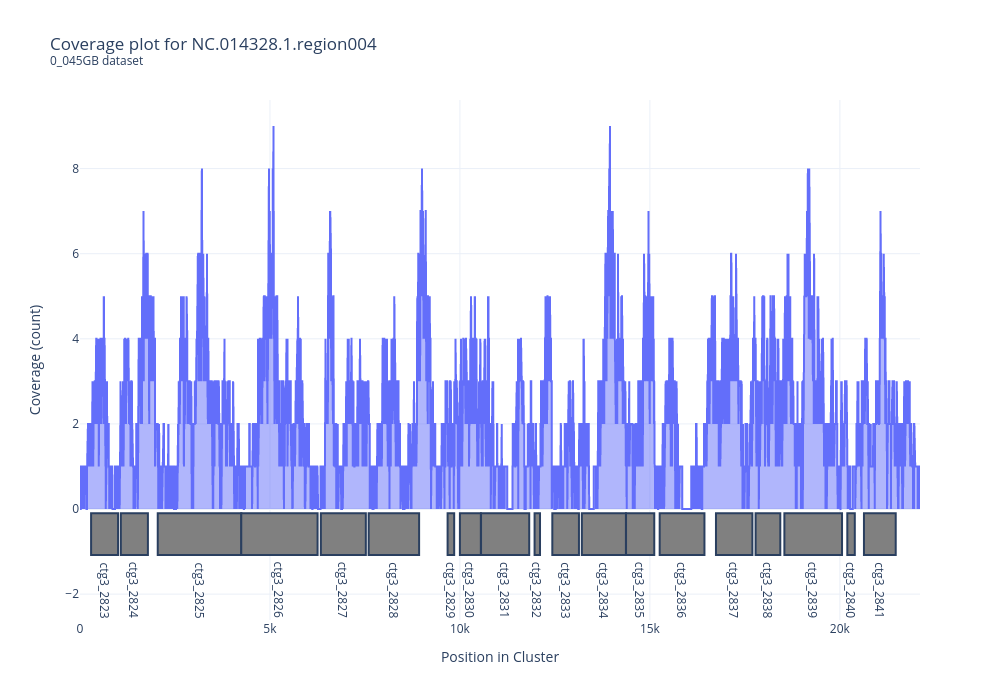 Coverage plot for NC.014328.1.region004
0_045GB dataset
8
6
4
2
0
−2
Coverage (count)
ctg3_2823
ctg3_2824
ctg3_2825
ctg3_2826
ctg3_2827
ctg3_2828
ctg3_2829
ctg3_2830
ctg3_2831
ctg3_2832
ctg3_2833
ctg3_2834
ctg3_2835
ctg3_2836
ctg3_2837
ctg3_2838
ctg3_2839
ctg3_2840
ctg3_2841
0 5k 10k 15k 20k
Position in Cluster